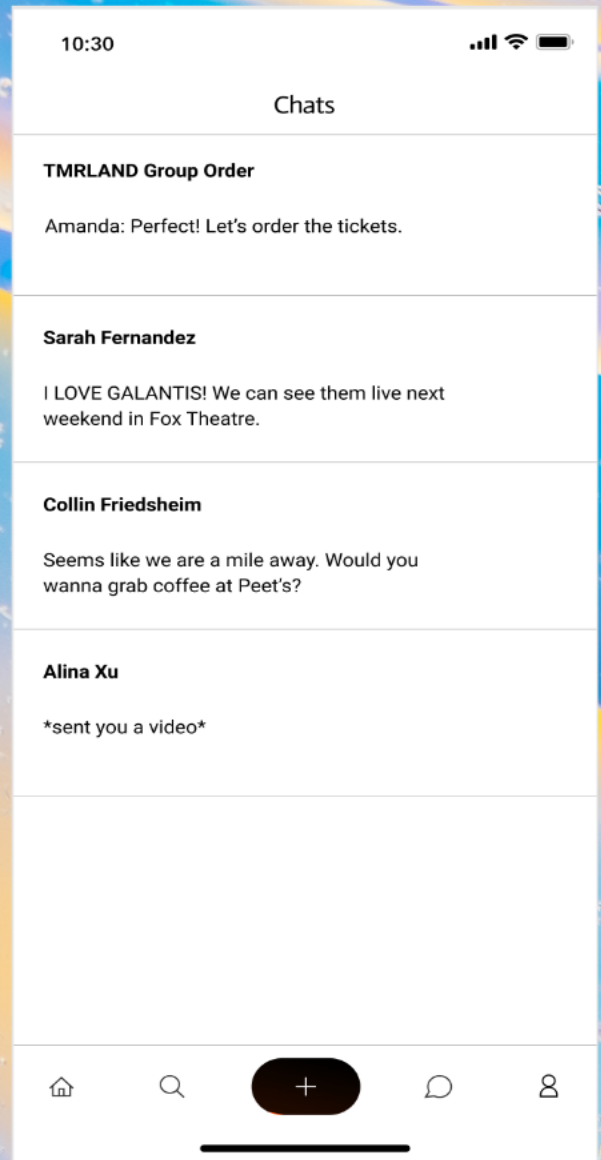 10:30
Chats
TMRLAND Group Order
Amanda: Perfect! Let’s order the tickets.
Sarah Fernandez
I LOVE GALANTIS! We can see them live next
weekend in Fox Theatre.
Collin Friedsheim
Seems like we are a mile away. Would you
wanna grab coffee at Peet’s?
Alina Xu
*sent you a video*